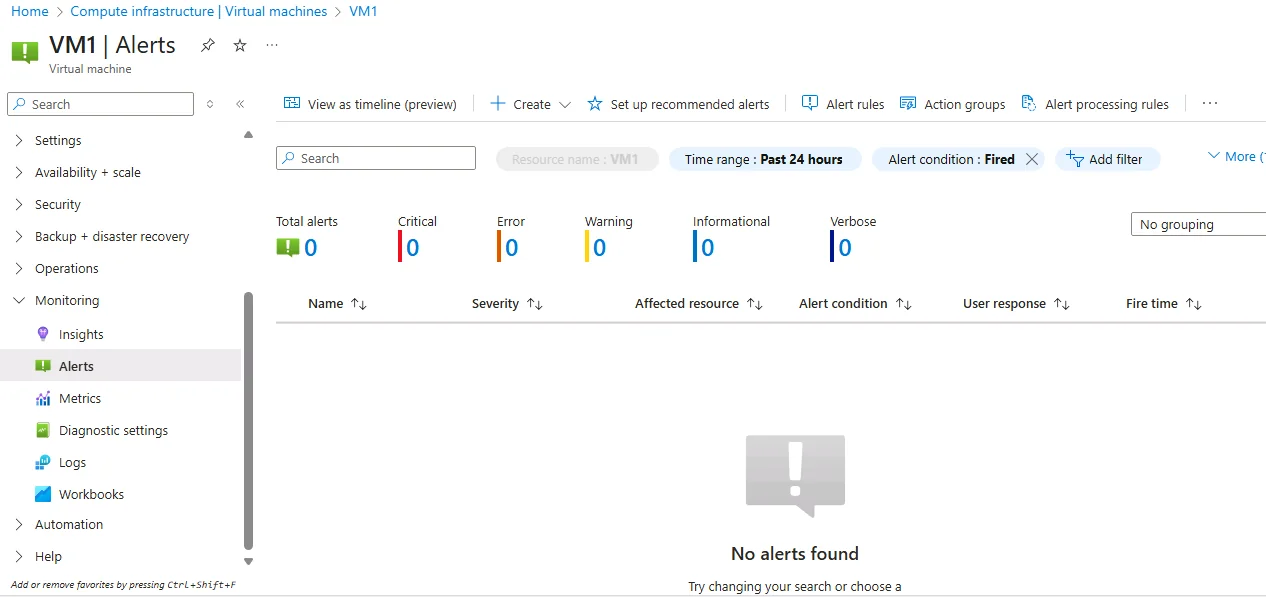 Home > Compute infrastructure | Virtual machines > VM1
VM1 | Alerts
Virtual machine
Search
Settings
Availability + scale
Security
Backup + disaster recovery
Operations
Monitoring
Insights
Alerts
Metrics
Diagnostic settings
Logs
Workbooks
Automation
Help
Add or remove favorites by pressing Ctrl+Shift+F
View as timeline (preview) Create Set up recommended alerts Alert rules Action groups Alert processing rules
Search Resource name : VM1 Time range : Past 24 hours Alert condition : Fired Add filter More (
Total alerts Critical Error Warning Informational Verbose
0 0 0 0 0 0
No grouping
Name Severity Affected resource Alert condition User response Fire time
No alerts found
Try changing your search or choose a